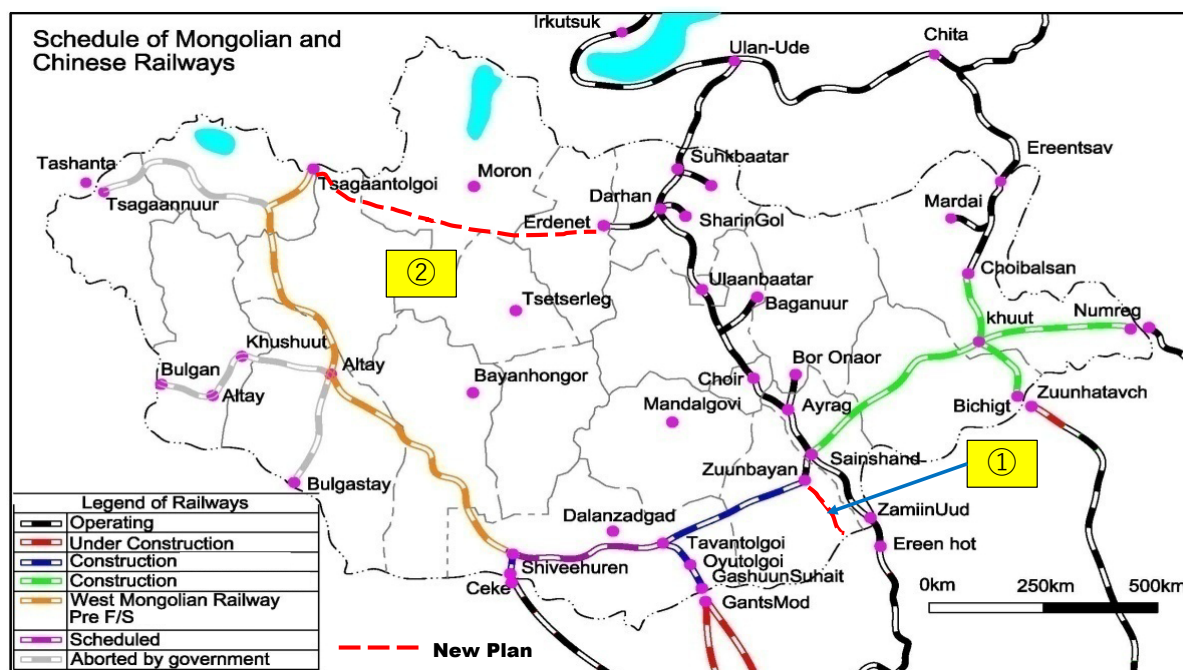 Schedule of Mongolian and
Chinese Railways
Irkutsuk
Ulan-Ude
Chita
Ereentsav
Tashanta
Tsagaannuur
Tsagaantolgoi
Moron
Suhkbaatar
Darhan
Erdenet
SharinGol
Mardai
②
Ulaanbaatar
Baganuur
Choibalsan
Tsetserleg
khuut
Numreg
Khushuut
Bulgan
Altay
Altay
Bayanhongor
Choir
Bor Onaor
Mandalgovi
Ayrag
Bichigt
Zuunhatavch
Sainshand
①
Zuunbayan
Bulgastay
Dalanzadgad
ZamiinUud
Tavantolgoi
Ereen hot
Oyutolgoi
Shiveehuren
GashuunSuhait
Ceke
GantsMod
0km
250km
500km
Legend of Railways
Operating
Under Construction
Construction
Construction
West Mongolian Railway
Pre F/S
Scheduled
Aborted by government
New Plan